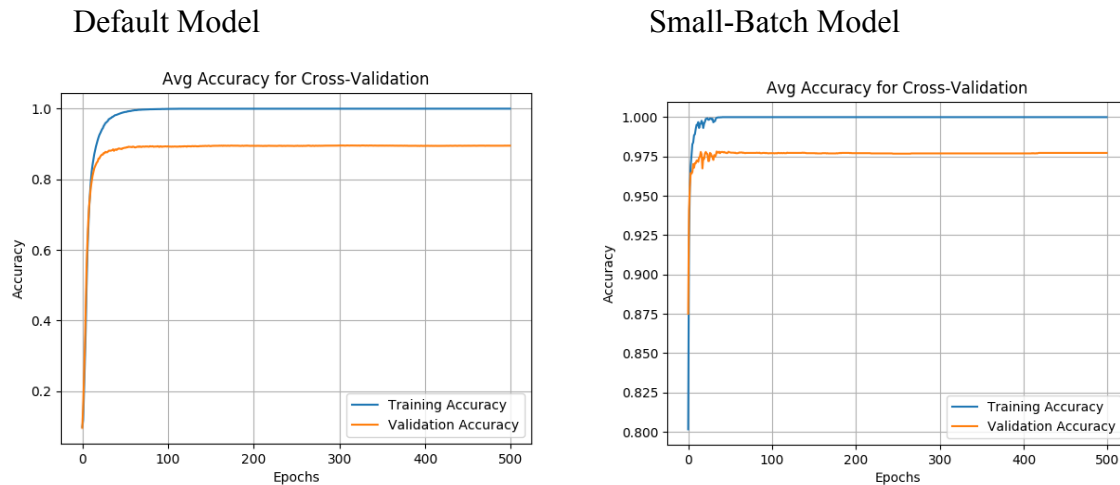 Default Model
Small-Batch Model
Avg Accuracy for Cross-Validation
1.0
0.8
0.6
0.4
0.2
Accuracy
0
100
200
300
400
500
Epochs
Training Accuracy
Validation Accuracy
Avg Accuracy for Cross-Validation
1.000
0.975
0.950
0.925
0.900
0.875
0.850
0.825
0.800
Accuracy
0
100
200
300
400
500
Epochs
Training Accuracy
Validation Accuracy